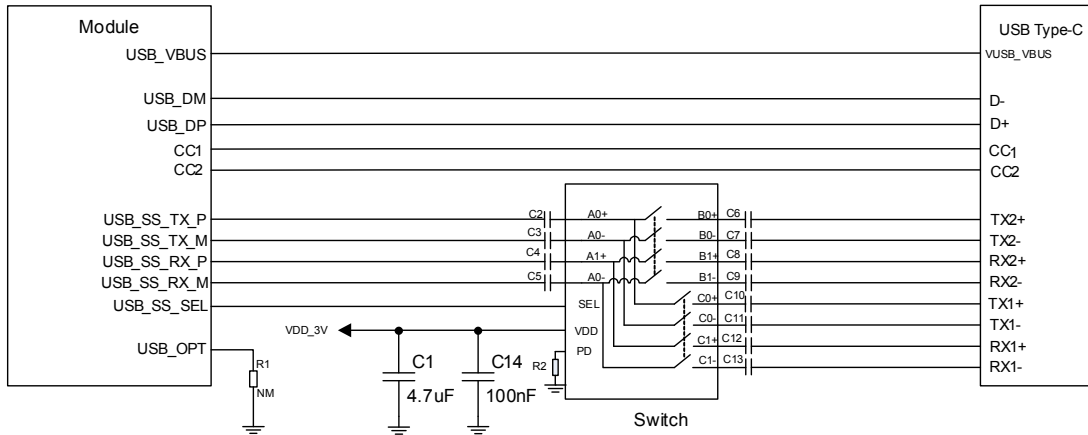 Module
USB Type-C
USB_VBUS
VUSB_VBUS
USB_DM
D-
USB_DP
D+
CC1
CC1
CC2
CC2
USB_SS_TX_P
C2
A0+
B0+
C6
TX2+
USB_SS_TX_M
C3
A0-
B0-
C7
TX2-
USB_SS_RX_P
C4
A1+
B1+
C8
RX2+
USB_SS_RX_M
C5
A0-
B1-
C9
RX2-
USB_SS_SEL
SEL
C0+
C10
TX1+
VDD_3V
VDD
C0-
C11
TX1-
USB_OPT
PD
C1+
C12
RX1+
R1
C1
C14
R2
C1-
C13
RX1-
NM
4.7uF
100nF
Switch